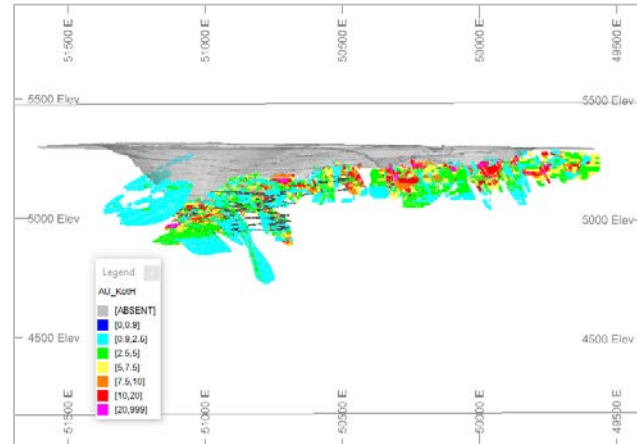 51500 E
51000 E
50500 E
50000 E
49500 E
5500 Elev
5500 Elev
5000 Elev
5000 Elev
4500 Elev
4500 Elev
Legend
AU_KotH
[ABSENT]
[0,0.9]
[0.9,2.5]
[2.5,5]
[5,7.5]
[7.5,10]
[10,20]
[20,999]
51500 E
51000 E
50500 E
50000 E
49500 E